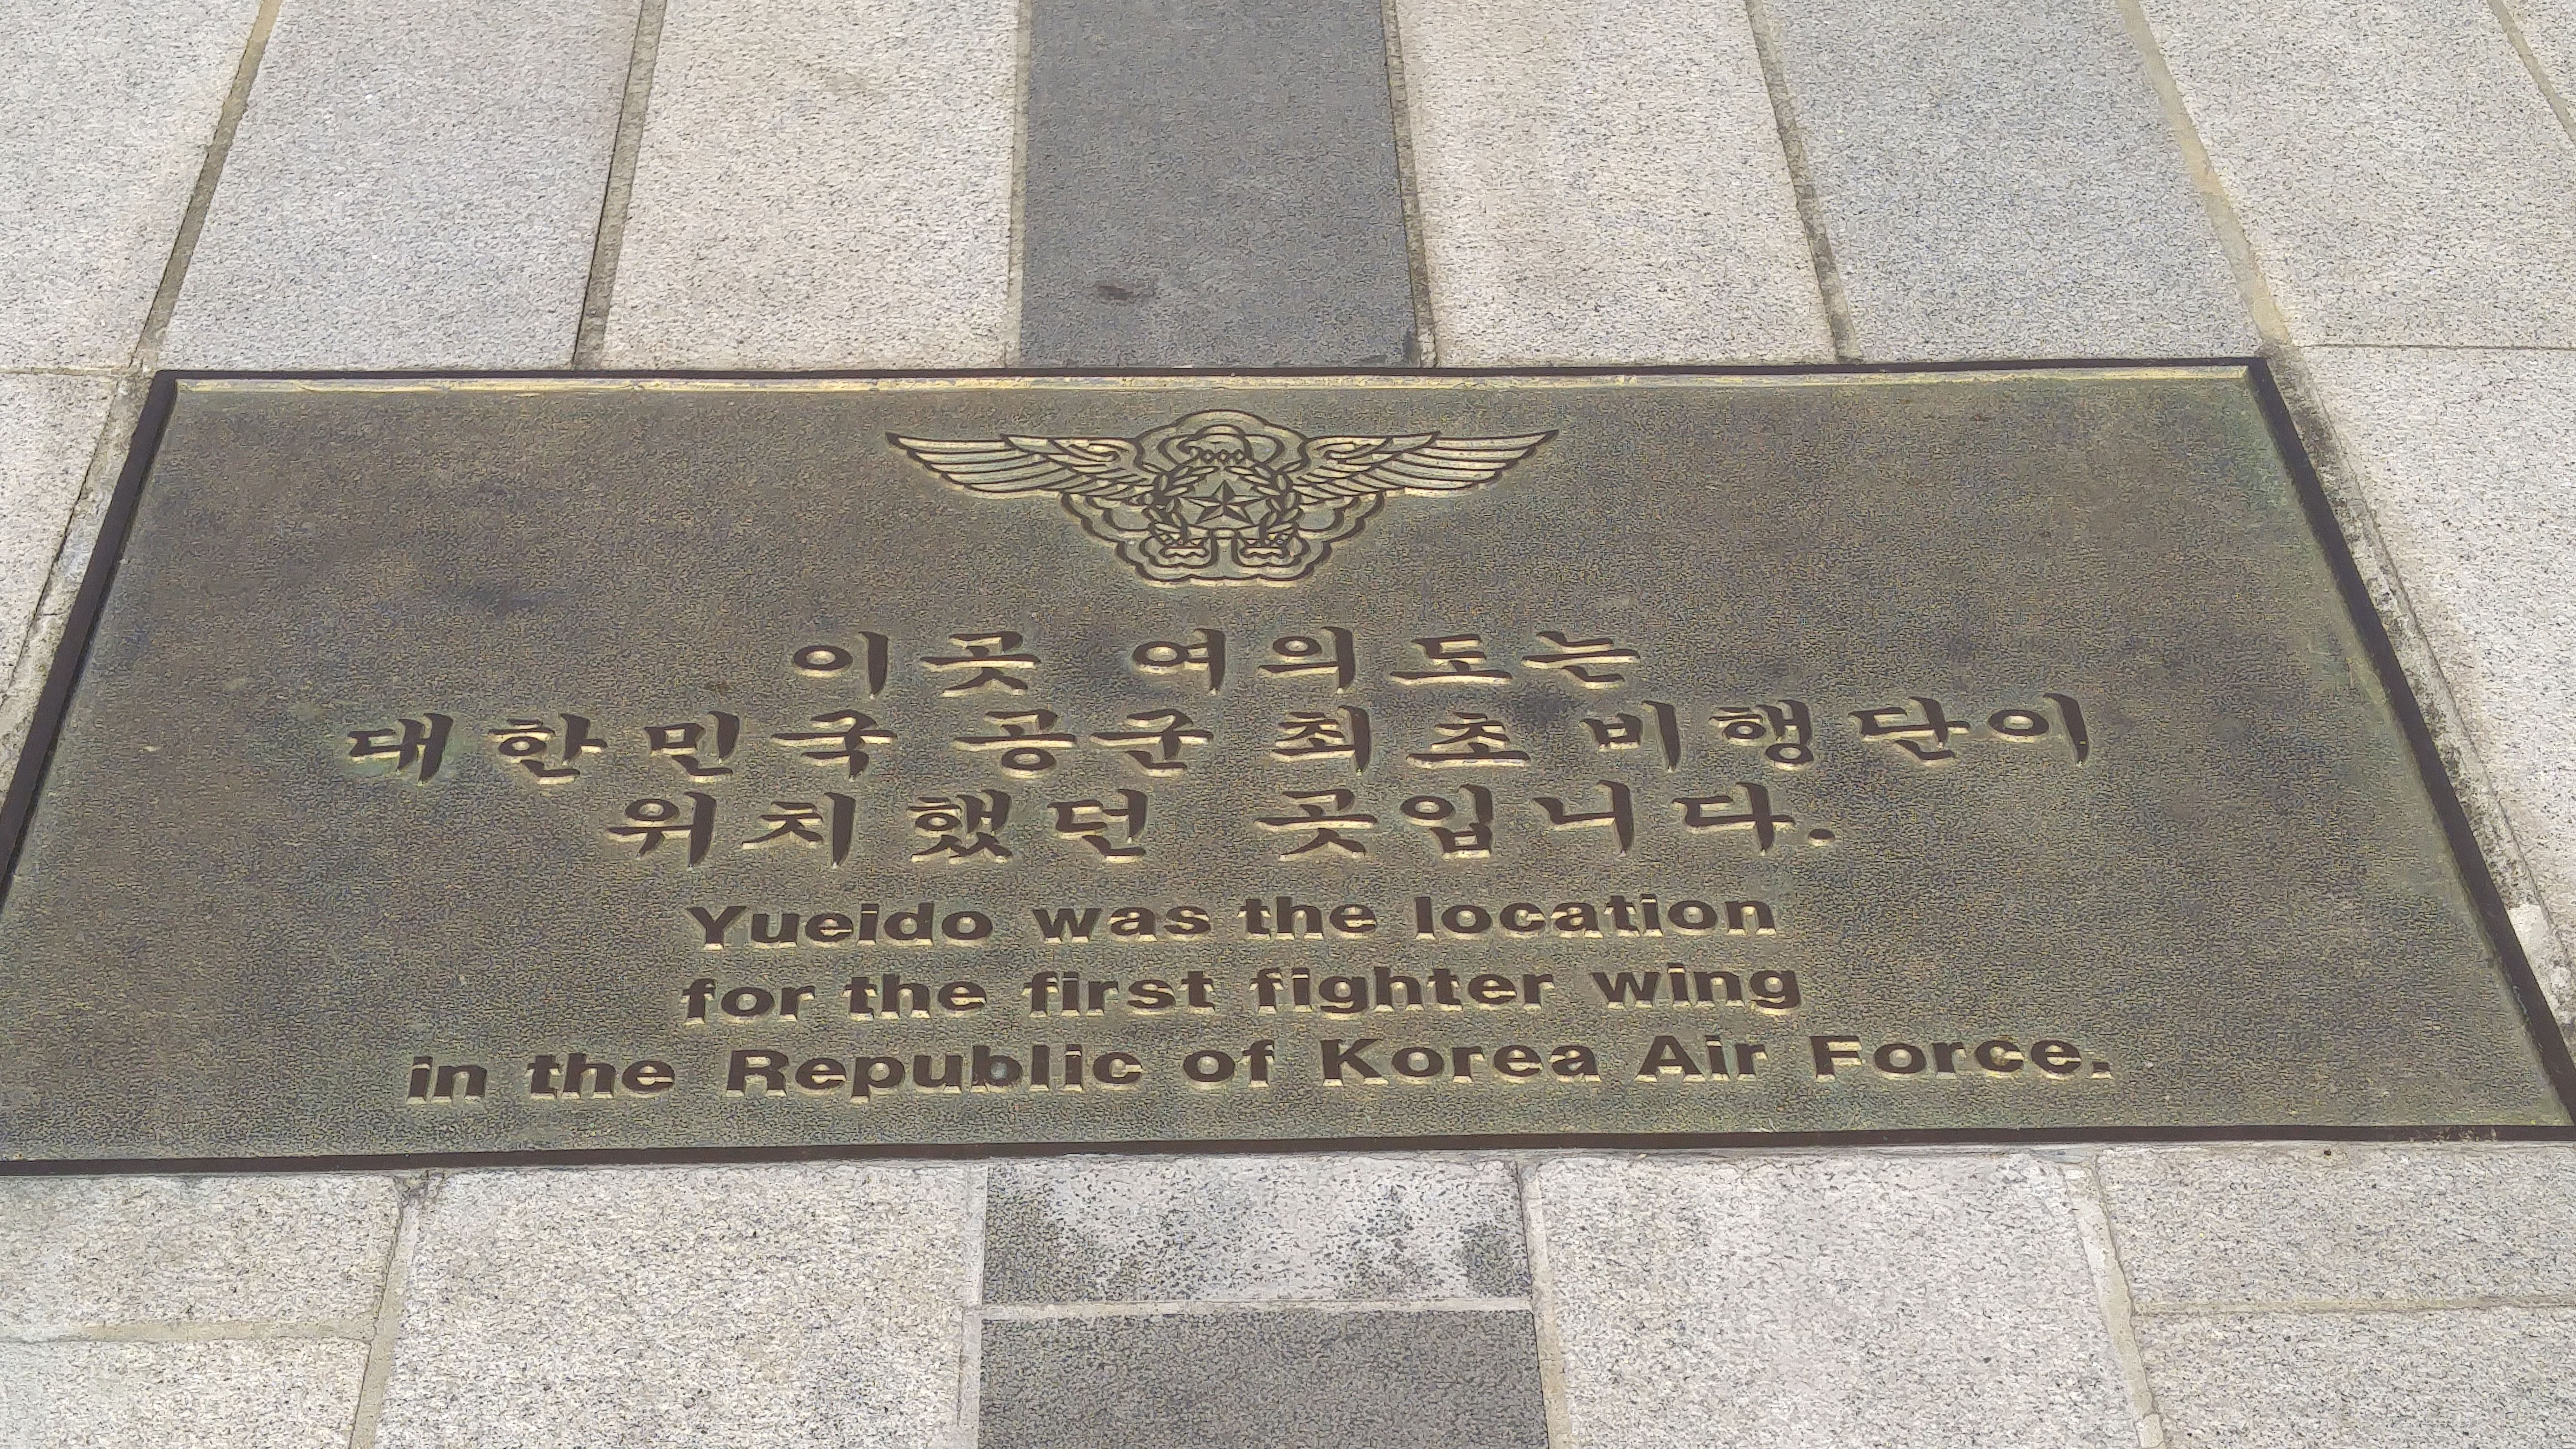 이곳 여의도는
대한민국 공군 최초 비행단이
위치했던 곳입니다.
Yueido was the location
for the first fighter wing
in the Republic of Korea Air Force.